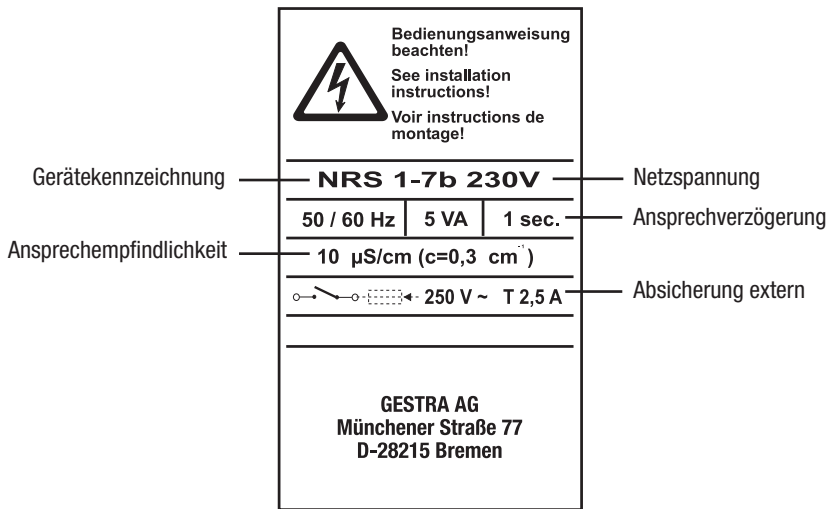 Bedienungsanweisung
beachten!
See installation
instructions!
Voir instructions de
montage!
Gerätekennzeichnung
NRS 1-7b 230V
Netzspannung
50 / 60 Hz
5 VA
1 sec.
Ansprechverzögerung
Ansprechempfindlichkeit
10 µS/cm (c=0,3 cm⁻¹)
250 V ~ T 2,5 A
Absicherung extern
GESTRA AG
Münchener Straße 77
D-28215 Bremen